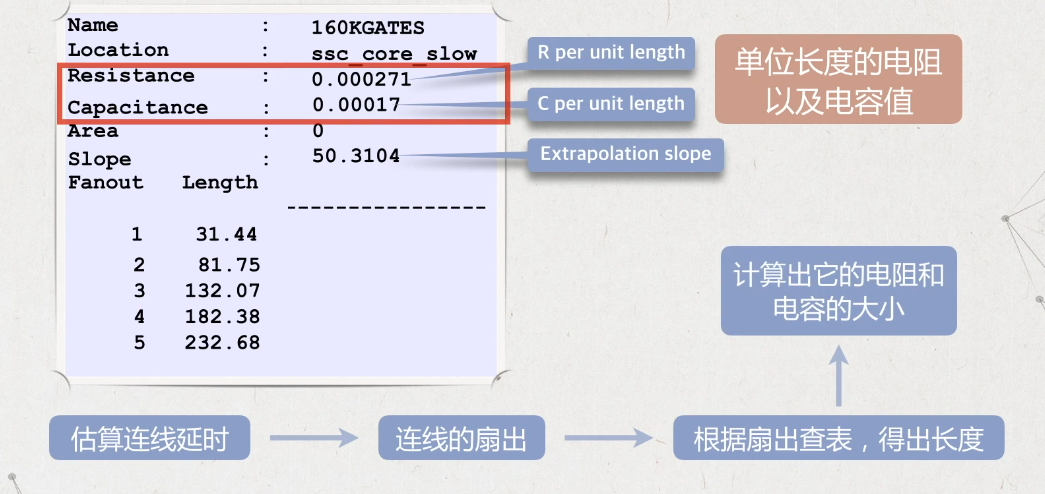 Name : 160KGATES
Location : ssc_core_slow
Resistance : 0.000271
Capacitance : 0.00017
Area : 0
Slope : 50.3104
Fanout Length
----------------
1 31.44
2 81.75
3 132.07
4 182.38
5 232.68
R per unit length
C per unit length
Extrapolation slope
单位长度的电阻
以及电容值
计算出它的电阻和
电容的大小
估算连线延时
连线的扇出
根据扇出查表，得出长度